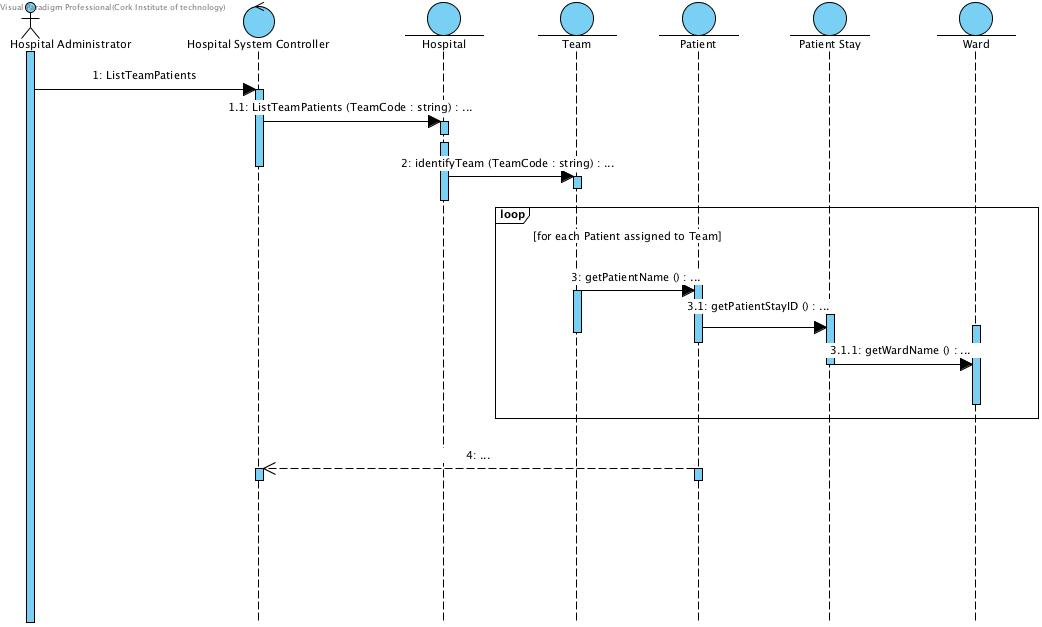 Visual Paradigm Professional(Cork Institute of technology)
Hospital Administrator
Hospital System Controller
Hospital
Team
Patient
Patient Stay
Ward
1: ListTeamPatients
1.1: ListTeamPatients (TeamCode : string) : ...
2: identifyTeam (TeamCode : string) : ...
loop
[for each Patient assigned to Team]
3: getPatientName () : ...
3.1: getPatientStayID () : ...
3.1.1: getWardName () : ...
4: ...